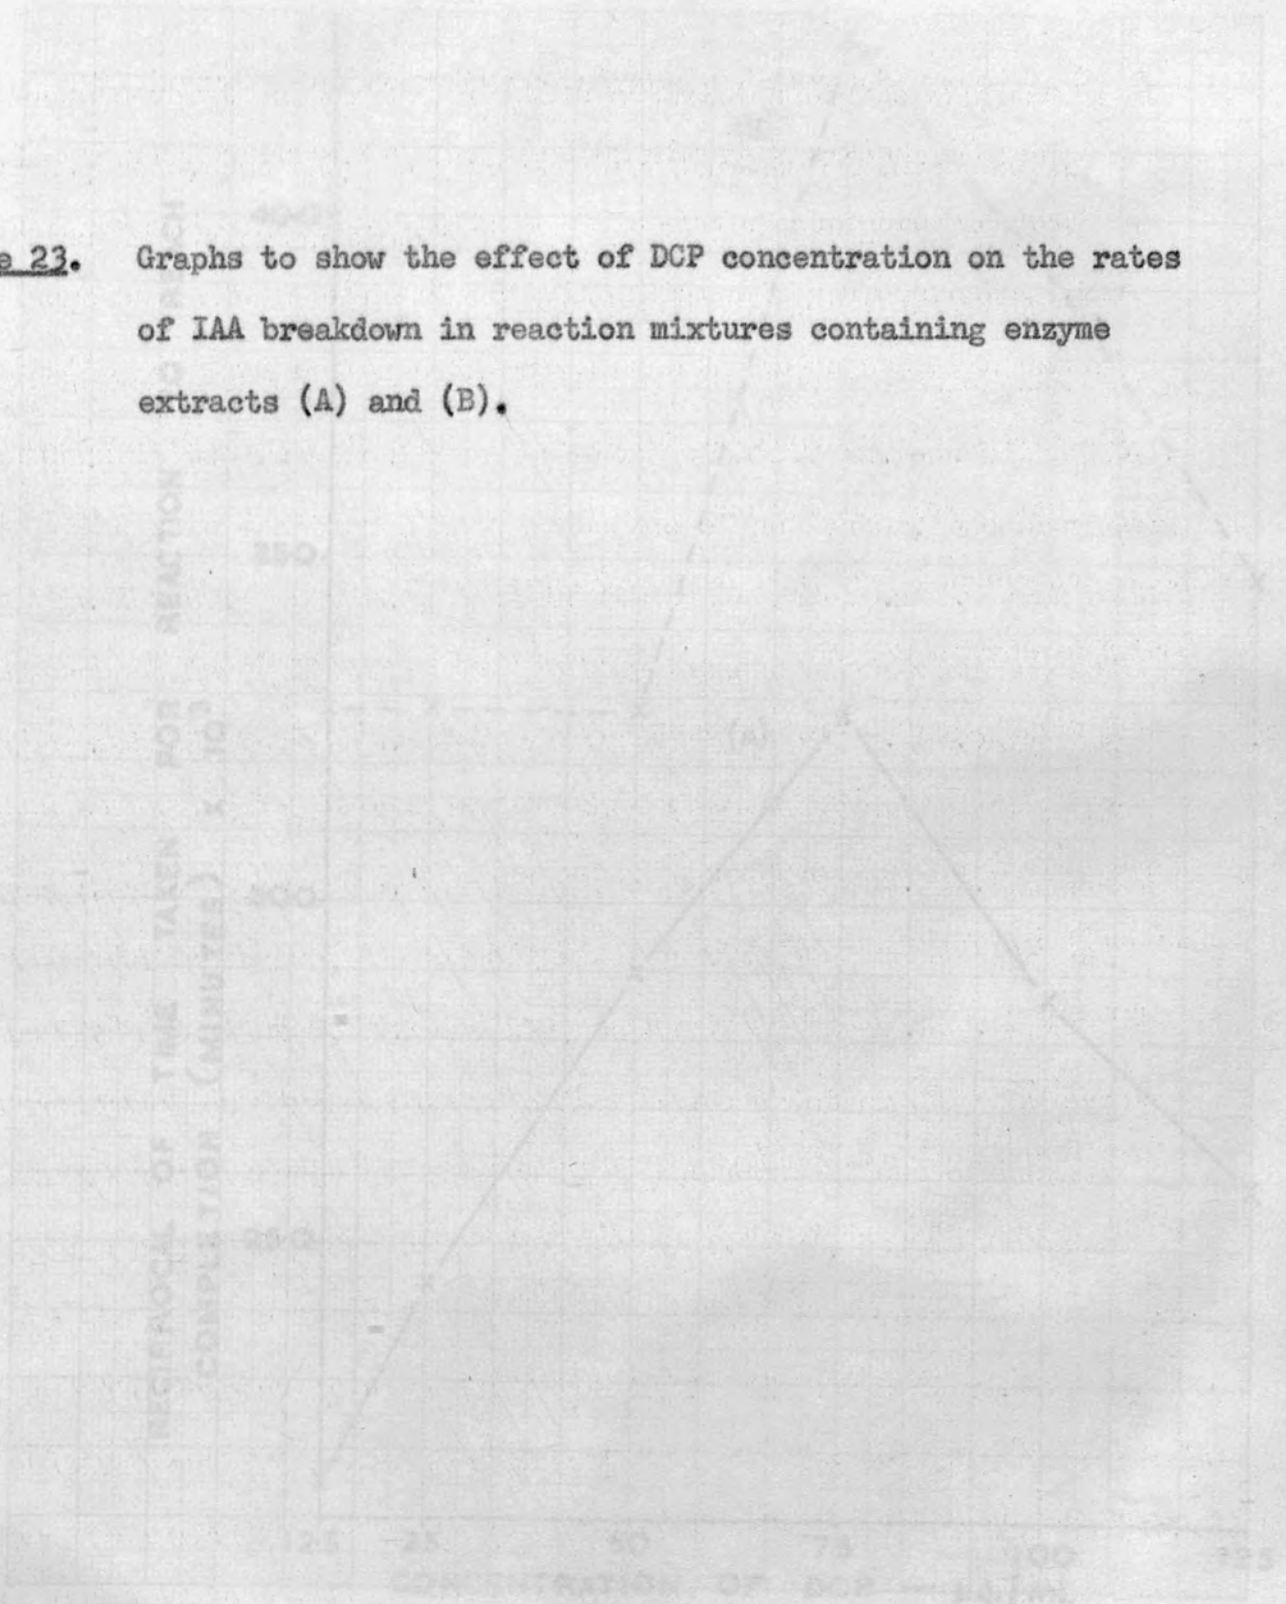 e 23. Graphs to show the effect of DCP concentration on the rates
of IAA breakdown in reaction mixtures containing enzyme
extracts (A) and (B).
RECIPROCAL OF TIME TAKEN FOR REACTION TO REACH
COMPLETION (MINUTES) X 10³
400
350
300
250
(A)
25 50 75 100 125
CONCENTRATION OF DCP